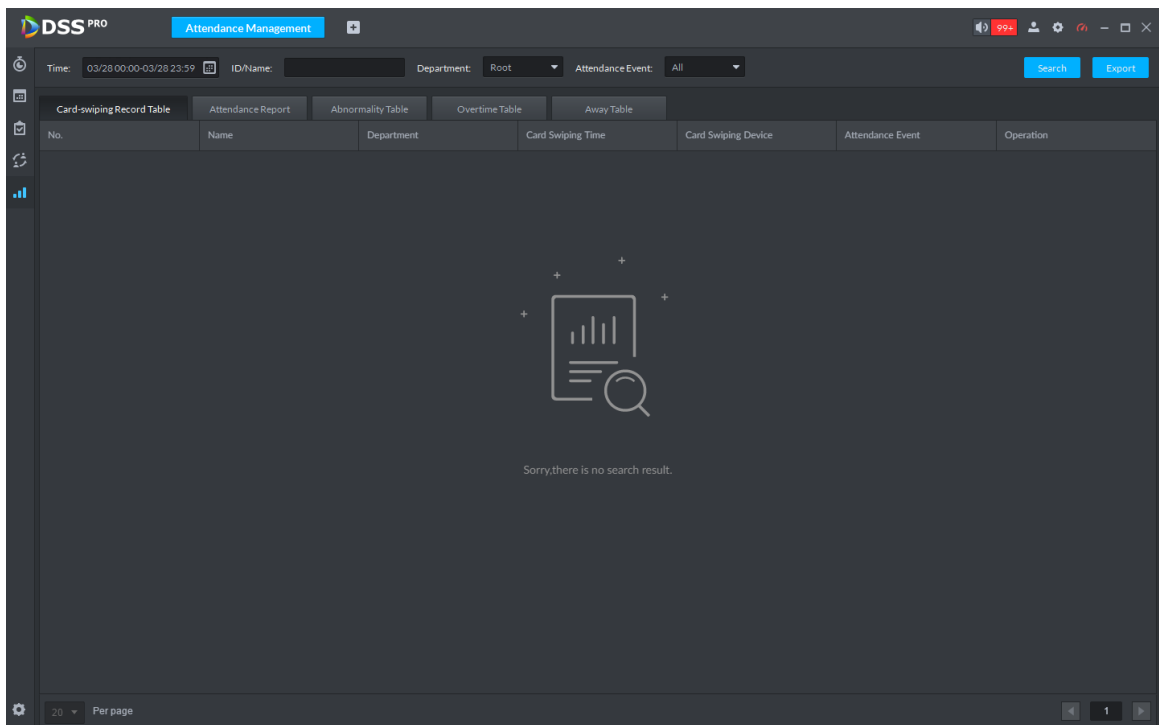 DSS PRO Attendance Management 99+
Time: 03/28 00:00-03/28 23:59 ID/Name: Department: Root Attendance Event: All Search Export
Card-swiping Record Table Attendance Report Abnormality Table Overtime Table Away Table
No. Name Department Card Swiping Time Card Swiping Device Attendance Event Operation
Sorry,there is no search result.
20 Per page 1